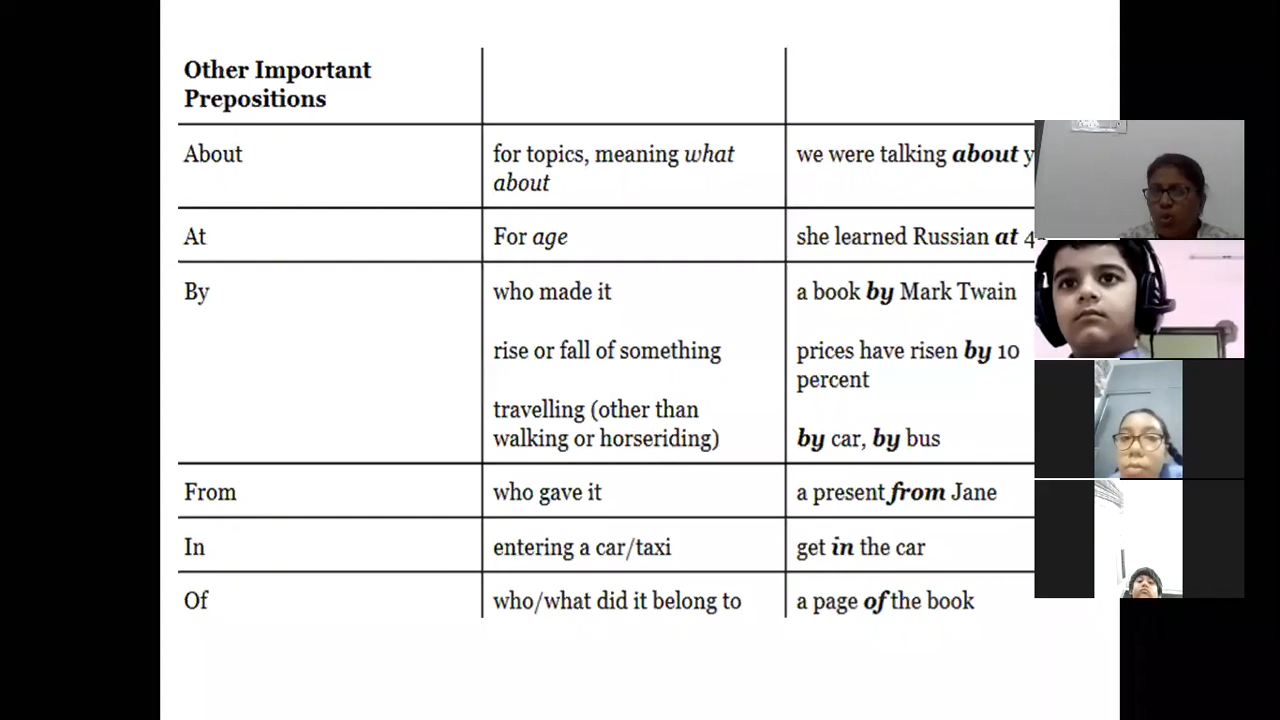 Other Important
Prepositions
About
for topics, meaning what
about
we were talking about y
At
For age
she learned Russian at 4
By
who made it
a book by Mark Twain
rise or fall of something
prices have risen by 10
percent
travelling (other than
walking or horseriding)
by car, by bus
From
who gave it
a present from Jane
In
entering a car/taxi
get in the car
Of
who/what did it belong to
a page of the book